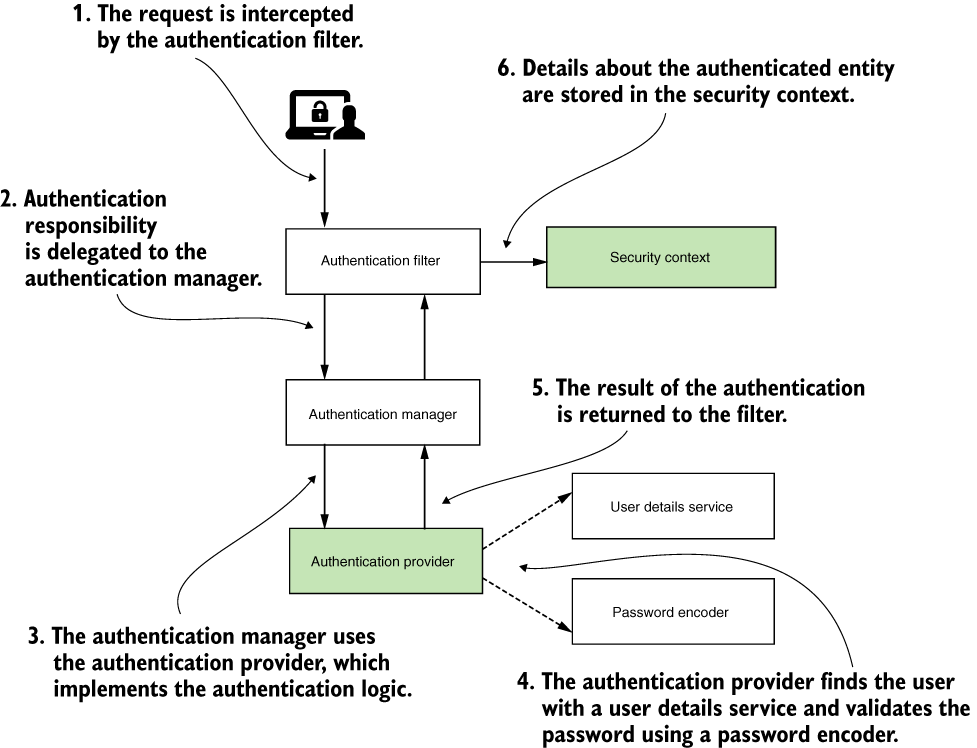 1. The request is intercepted
by the authentication filter.
6. Details about the authenticated entity
are stored in the security context.
2. Authentication
responsibility
is delegated to the
authentication manager.
Authentication filter
Security context
Authentication manager
5. The result of the authentication
is returned to the filter.
User details service
Authentication provider
Password encoder
3. The authentication manager uses
the authentication provider, which
implements the authentication logic.
4. The authentication provider finds the user
with a user details service and validates the
password using a password encoder.